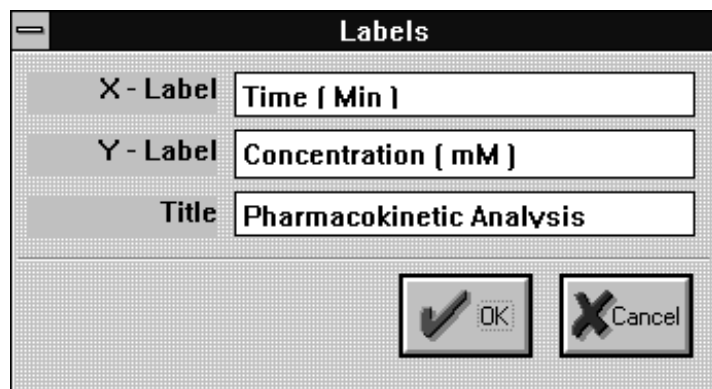 Labels
X - Label Time ( Min )
Y - Label Concentration ( mM )
Title Pharmacokinetic Analysis
OK Cancel